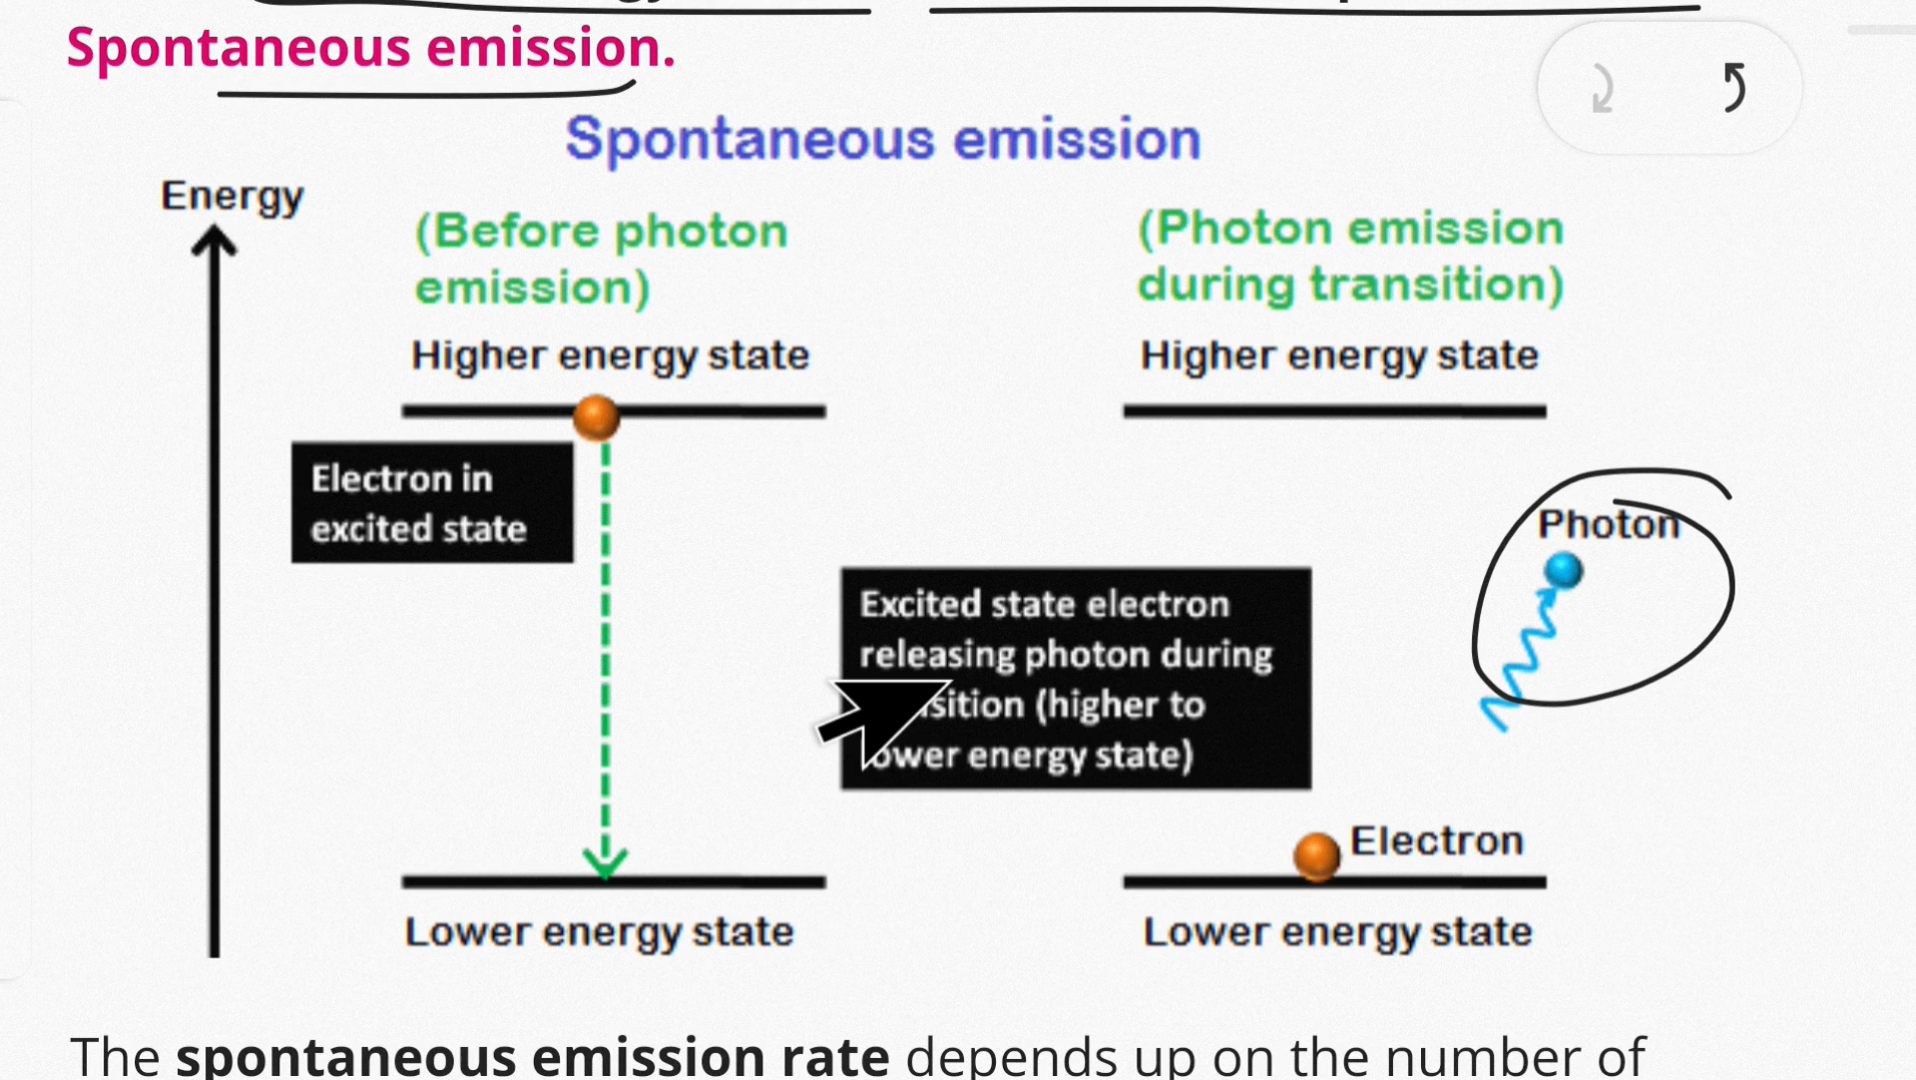 Spontaneous emission.
Spontaneous emission
Energy
(Before photon
emission)
(Photon emission
during transition)
Higher energy state
Higher energy state
Electron in
excited state
Photon
Excited state electron
releasing photon during
(higher to
energy state)
Electron
Lower energy state
Lower energy state
The spontaneous emission rate depends up on the number of